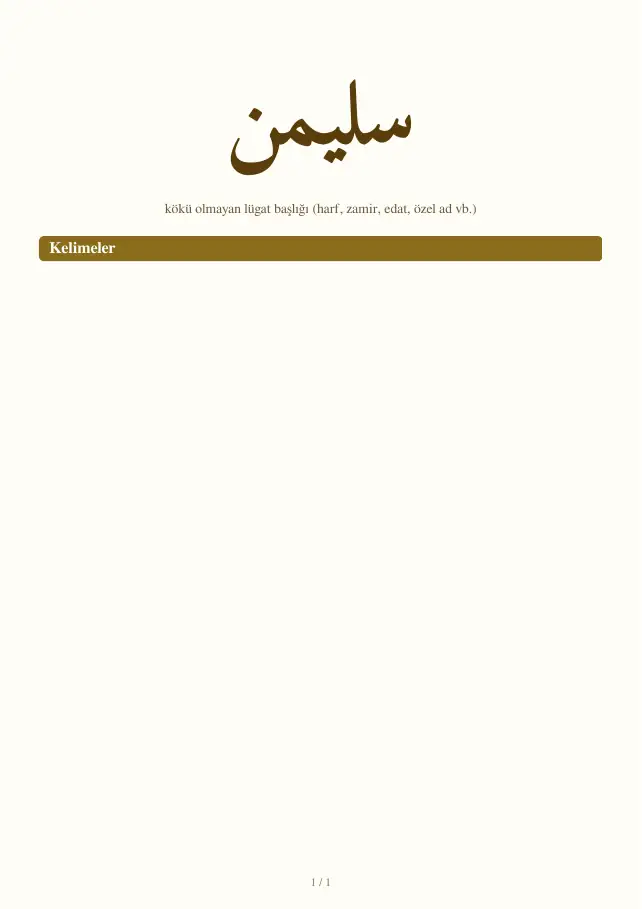 سليمن
kökü olmayan lügat başlığı (harf, zamir, edat, özel ad vb.)
Kelimeler
1 / 1